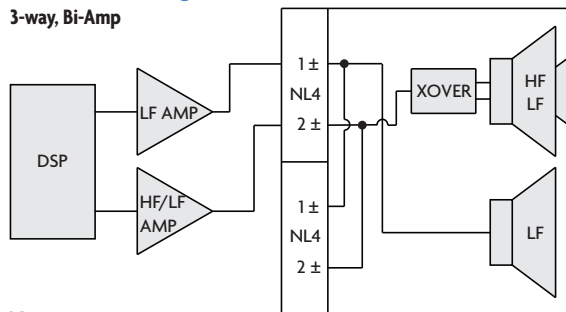 3-way, Bi-Amp
DSP
LF AMP
HF/LF
AMP
1 ±
NL4
2 ±
1 ±
NL4
2 ±
XOVER
HF
LF
LF